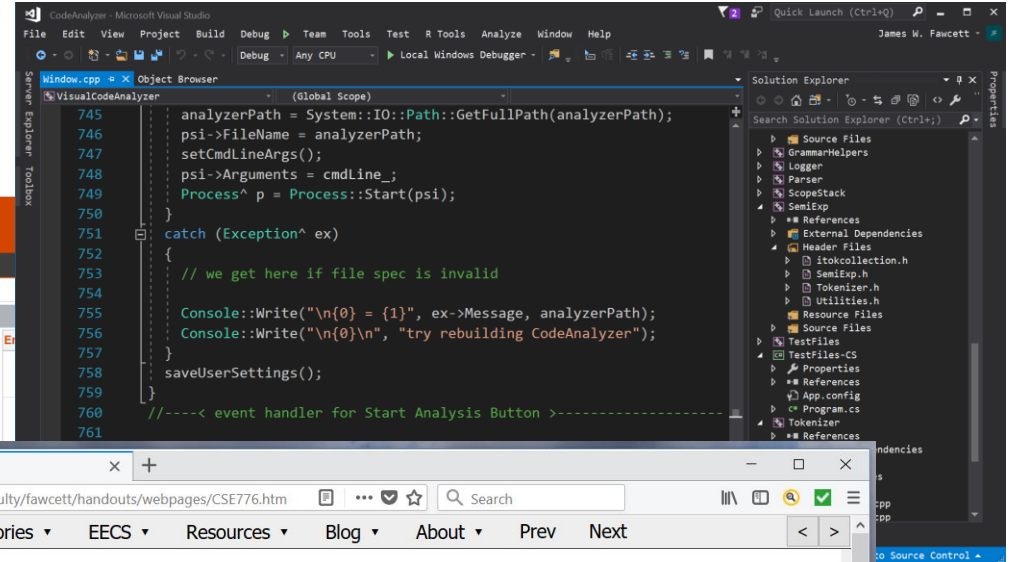 CodeAnalyzer - Microsoft Visual Studio
2
Quick Launch (Ctrl+Q)
File Edit View Project Build Debug Team Tools Test R Tools Analyze Window Help
James W. Fawcett
Debug Any CPU Local Windows Debugger
Server Explorer
Toolbox
Window.cpp Object Browser
VisualCodeAnalyzer (Global Scope)
745 analyzerPath = System::IO::Path::GetFullPath(analyzerPath);
746 psi->FileName = analyzerPath;
747 setCmdLineArgs();
748 psi->Arguments = cmdLine_;
749 Process^ p = Process::Start(psi);
750 }
751 catch (Exception^ ex)
752 {
753 // we get here if file spec is invalid
754
755 Console::Write("\n{0} = {1}", ex->Message, analyzerPath);
756 Console::Write("\n{0}\n", "try rebuilding CodeAnalyzer");
757 }
758 saveUserSettings();
759 }
760 //----< event handler for Start Analysis Button >---------------------
761
Solution Explorer
Search Solution Explorer (Ctrl+;)
Source Files
GrammarHelpers
Logger
Parser
ScopeStack
SemiExp
References
External Dependencies
Header Files
itokcollection.h
SemiExp.h
Tokenizer.h
Utilities.h
Resource Files
Source Files
TestFiles
TestFiles-CS
Properties
References
App.config
C# Program.cs
Tokenizer
References
ndencies
s
cpp
cpp
Properties
to Source Control
Er
ulty/fawcett/handouts/webpages/CSE776.htm
Search
ories EECS Resources Blog About Prev Next
< >